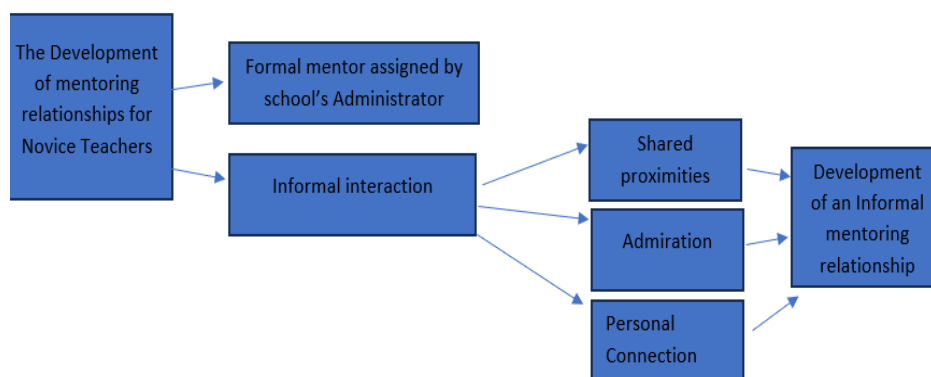 The Development
of mentoring
relationships for
Novice Teachers
Formal mentor assigned by
school's Administrator
Informal interaction
Shared
proximities
Admiration
Personal
Connection
Development
of an Informal
mentoring
relationship